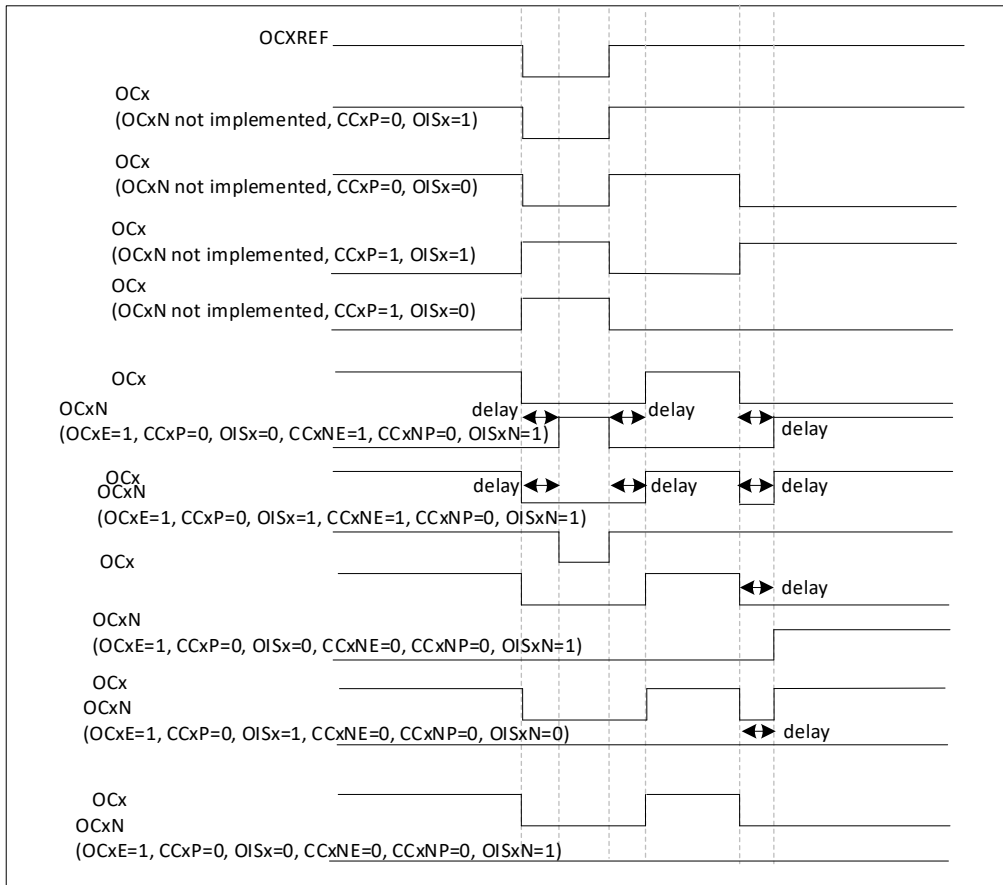 OCXREF
OCx
(OCxN not implemented, CCxP=0, OISx=1)
OCx
(OCxN not implemented, CCxP=0, OISx=0)
OCx
(OCxN not implemented, CCxP=1, OISx=1)
OCx
(OCxN not implemented, CCxP=1, OISx=0)
OCx
OCxN
delay
delay
delay
(OCxE=1, CCxP=0, OISx=0, CCxNE=1, CCxNP=0, OISxN=1)
OCx
delay
delay
delay
OCxN
(OCxE=1, CCxP=0, OISx=1, CCxNE=1, CCxNP=0, OISxN=1)
OCx
delay
OCxN
(OCxE=1, CCxP=0, OISx=0, CCxNE=0, CCxNP=0, OISxN=1)
OCx
OCxN
(OCxE=1, CCxP=0, OISx=1, CCxNE=0, CCxNP=0, OISxN=0)
delay
OCx
OCxN
(OCxE=1, CCxP=0, OISx=0, CCxNE=0, CCxNP=0, OISxN=1)